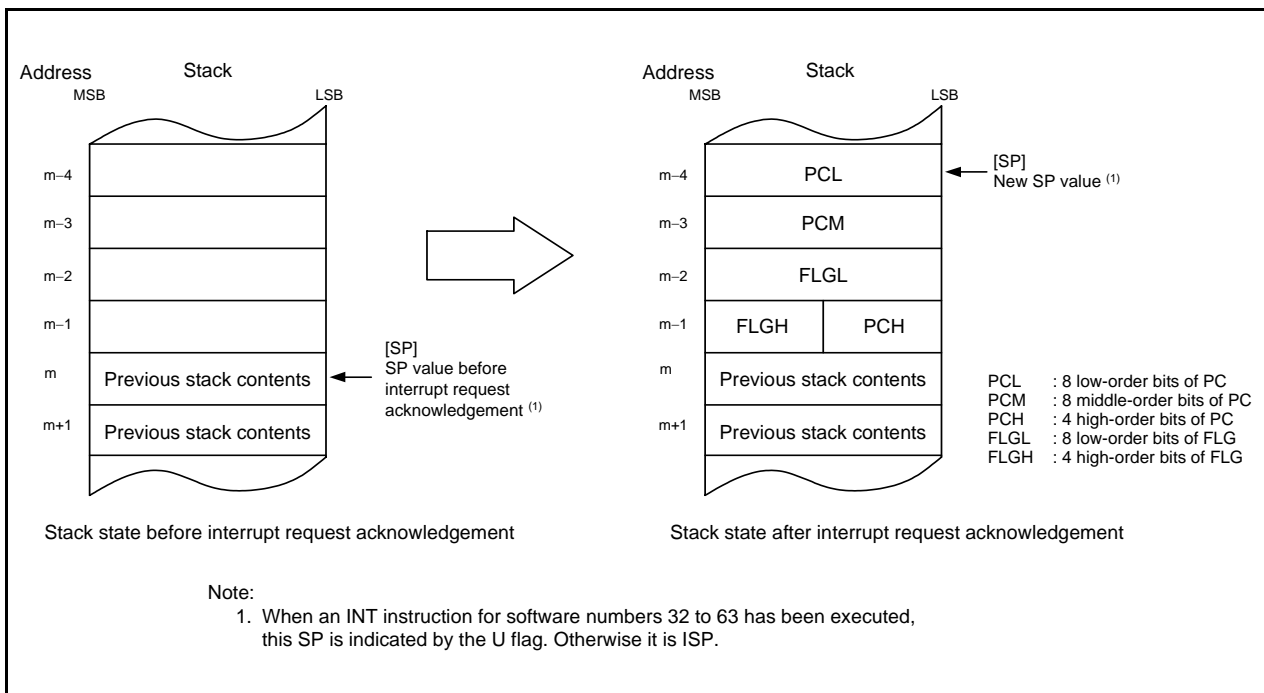 Address Stack
MSB LSB
m−4
m−3
m−2
m−1
m Previous stack contents
m+1 Previous stack contents
[SP]
SP value before
interrupt request
acknowledgement (1)
Stack state before interrupt request acknowledgement
Address Stack
MSB LSB
m−4 PCL
m−3 PCM
m−2 FLGL
m−1 FLGH PCH
m Previous stack contents
m+1 Previous stack contents
[SP]
New SP value (1)
PCL : 8 low-order bits of PC
PCM : 8 middle-order bits of PC
PCH : 4 high-order bits of PC
FLGL : 8 low-order bits of FLG
FLGH : 4 high-order bits of FLG
Stack state after interrupt request acknowledgement
Note:
1. When an INT instruction for software numbers 32 to 63 has been executed,
this SP is indicated by the U flag. Otherwise it is ISP.